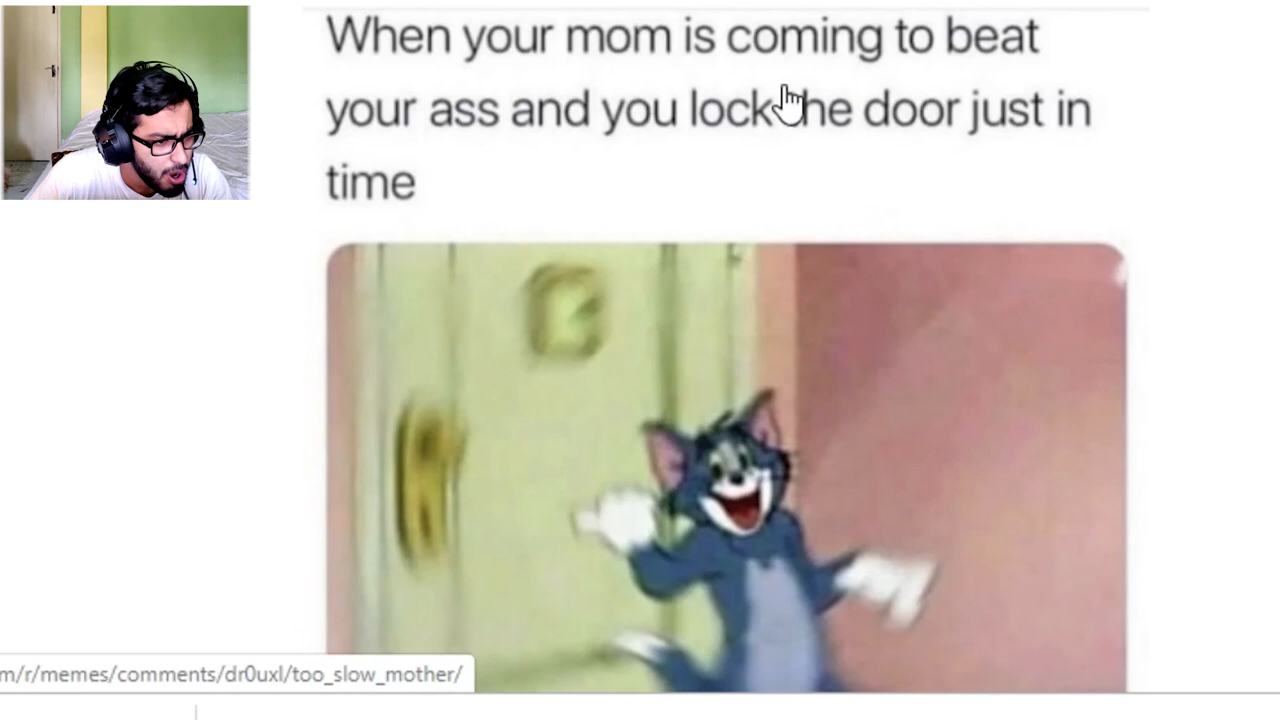 When your mom is coming to beat
your ass and you lock the door just in
time
m/r/memes/comments/dr0uxl/too_slow_mother/